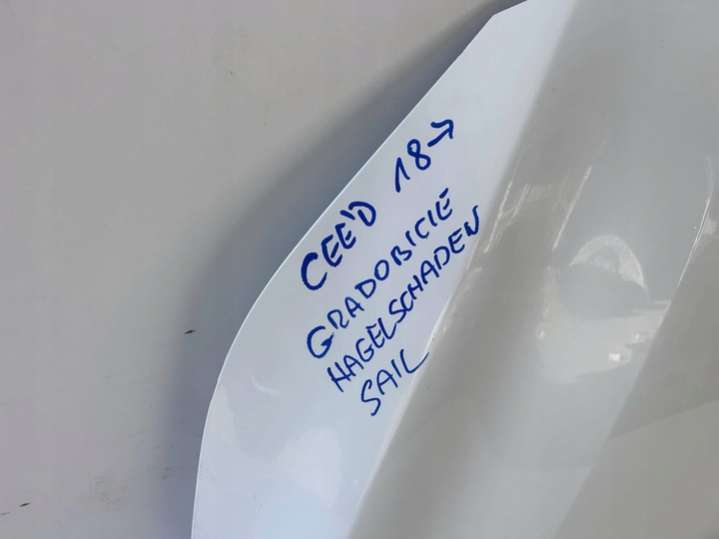 CEE'D 18→
GRADOBICIE
HAGELSCHADEN
SAIL